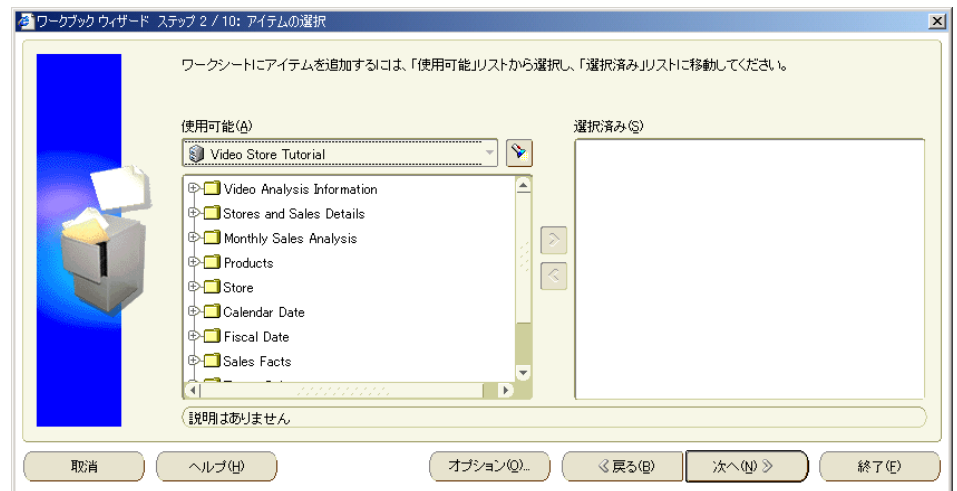 ワークブック ウィザード ステップ 2 / 10: アイテムの選択
ワークシートにアイテムを追加するには、「使用可能」リストから選択し、「選択済み」リストに移動してください。
使用可能(A)
選択済み(S)
Video Store Tutorial
Video Analysis Information
Stores and Sales Details
Monthly Sales Analysis
Products
Store
Calendar Date
Fiscal Date
Sales Facts
説明はありません
取消
ヘルプ(H)
オプション(O)...
戻る(B)
次へ(N)
終了(F)